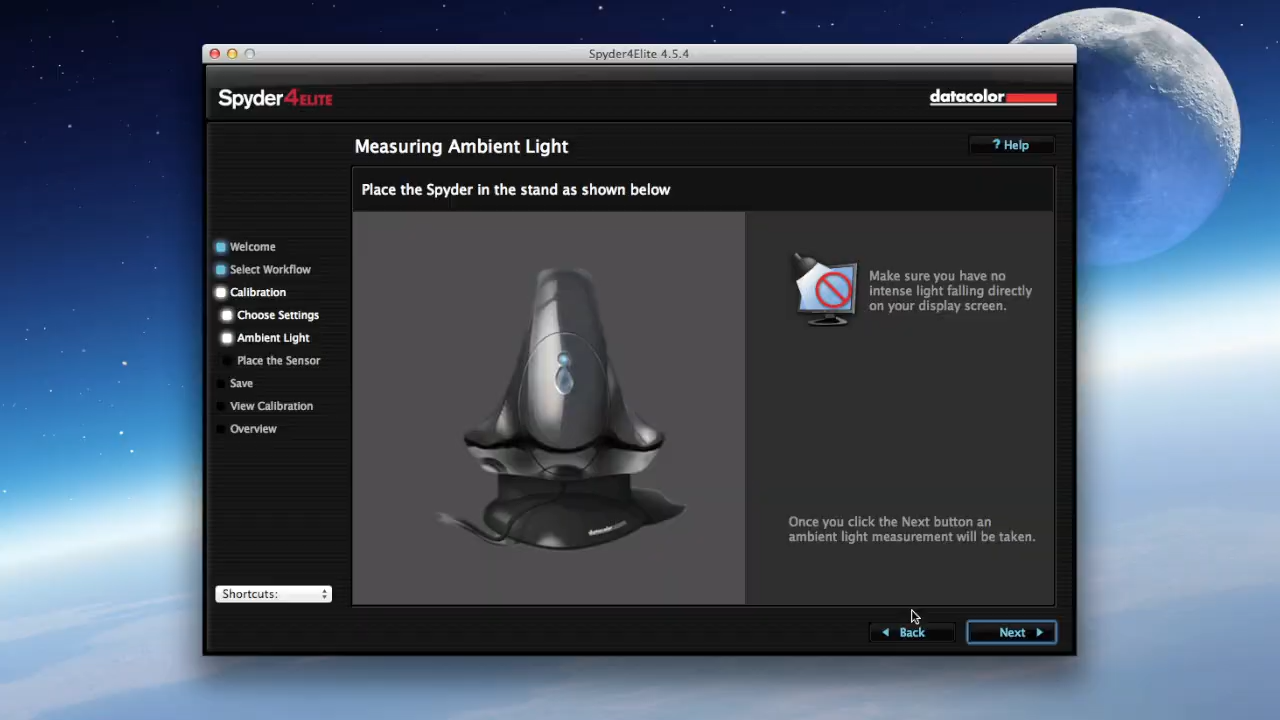 Spyder4Elite 4.5.4
Spyder4ELITE
datacolor
Measuring Ambient Light
? Help
Place the Spyder in the stand as shown below
Welcome
Select Workflow
Calibration
Choose Settings
Ambient Light
Place the Sensor
Save
View Calibration
Overview
Make sure you have no
intense light falling directly
on your display screen.
datacolor
Once you click the Next button an
ambient light measurement will be taken.
Shortcuts:
Back
Next